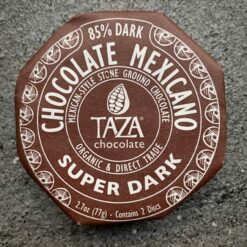 85% DARK
CHOCOLATE MEXICANO
MEXICAN-STYLE STONE GROUND CHOCOLATE
TAZA®
chocolate
ORGANIC & DIRECT TRADE
SUPER DARK
2.7oz (77g) - Contains 2 Discs